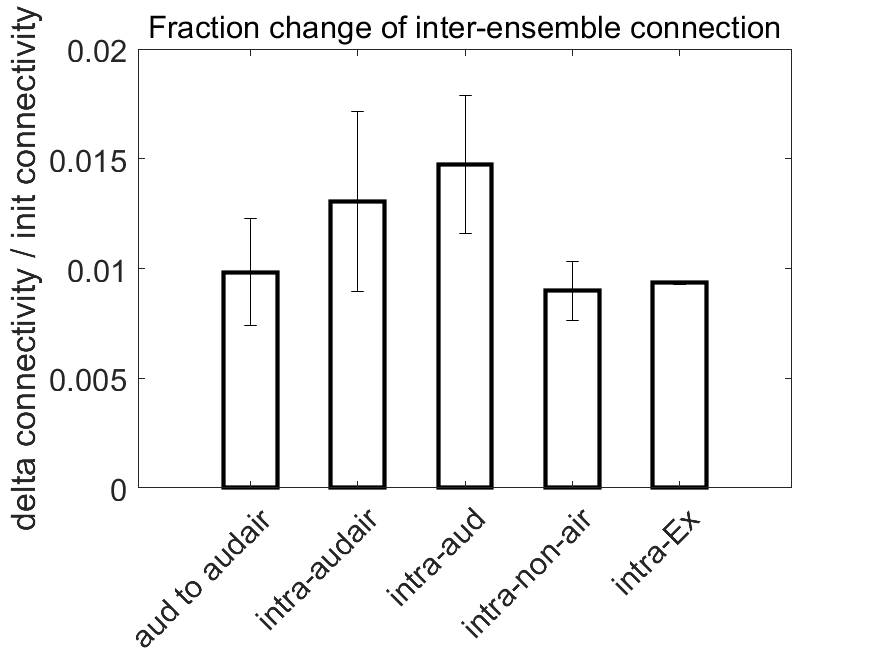 Fraction change of inter-ensemble connection
delta connectivity / init connectivity
0.02
0.015
0.01
0.005
0
aud to audair
intra-audair
intra-aud
intra-non-air
intra-Ex